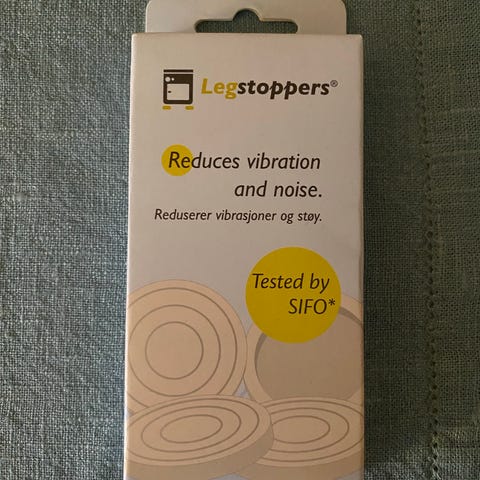 Legstoppers®
Reduces vibration
and noise.
Reduserer vibrasjoner og støy.
Tested by
SIFO*